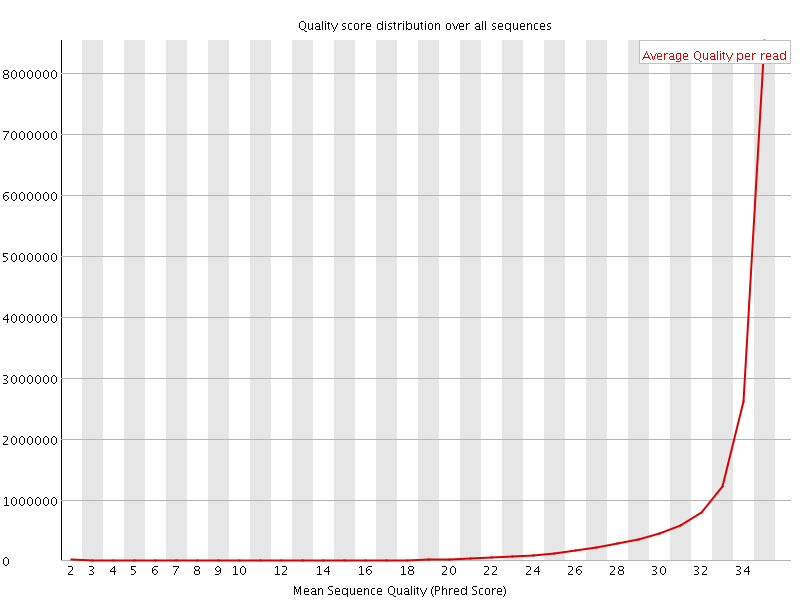 Quality score distribution over all sequences
Average Quality per read
8000000
7000000
6000000
5000000
4000000
3000000
2000000
1000000
0
2 3 4 5 6 7 8 9 10 12 14 16 18 20 22 24 26 28 30 32 34
Mean Sequence Quality (Phred Score)